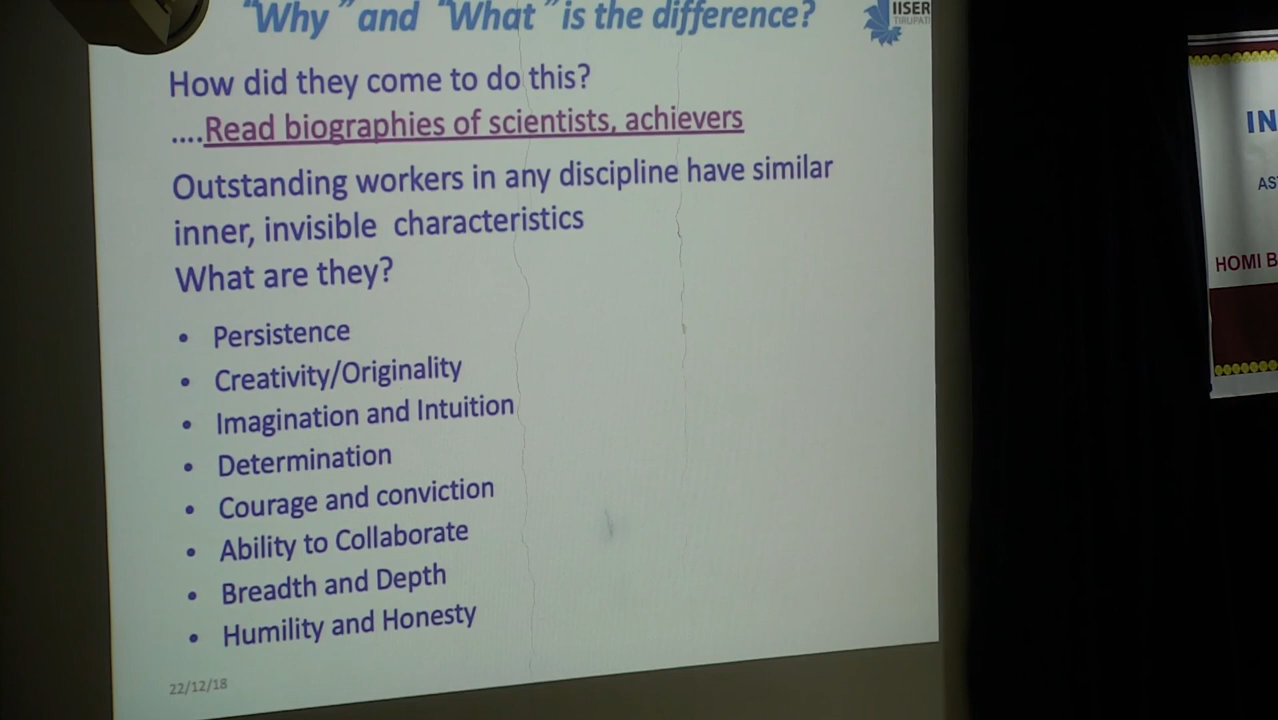 "Why" and "What" is the difference?
IISER
TIRUPATI
How did they come to do this?
....Read biographies of scientists, achievers
Outstanding workers in any discipline have similar
inner, invisible characteristics
What are they?
• Persistence
• Creativity/Originality
• Imagination and Intuition
• Determination
• Courage and conviction
• Ability to Collaborate
• Breadth and Depth
• Humility and Honesty
22/12/18
IN
AS
HOMI B